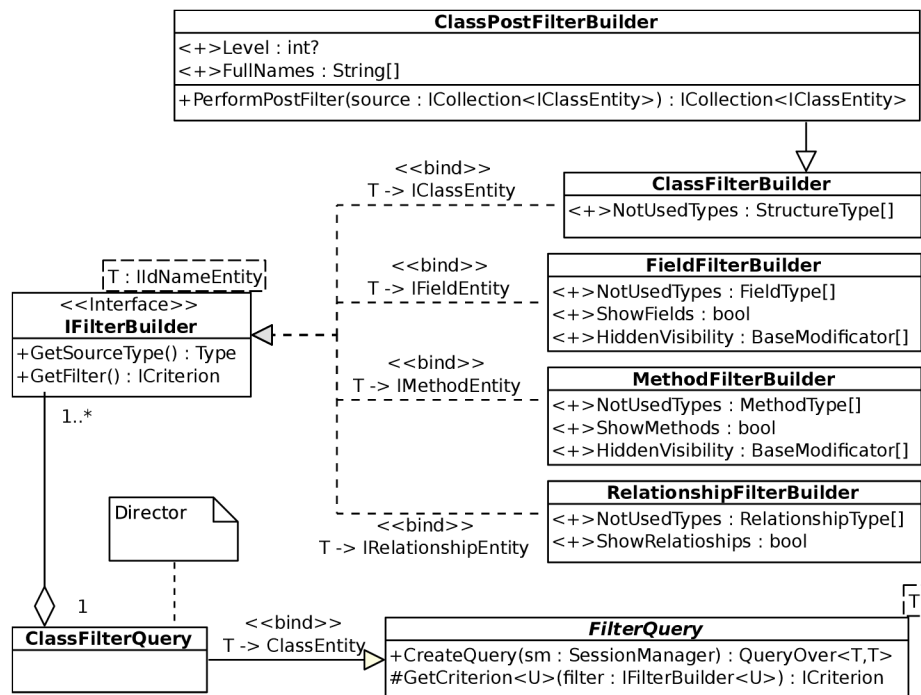 ClassPostFilterBuilder
<+>Level : int?
<+>FullNames : String[]
+PerformPostFilter(source : ICollection<IClassEntity>) : ICollection<IClassEntity>
<<bind>>
T -> IClassEntity
ClassFilterBuilder
<+>NotUsedTypes : StructureType[]
T : IIdNameEntity
<<Interface>>
IFilterBuilder
+GetSourceType() : Type
+GetFilter() : ICriterion
<<bind>>
T -> IFieldEntity
FieldFilterBuilder
<+>NotUsedTypes : FieldType[]
<+>ShowFields : bool
<+>HiddenVisibility : BaseModificator[]
<<bind>>
T -> IMethodEntity
MethodFilterBuilder
<+>NotUsedTypes : MethodType[]
<+>ShowMethods : bool
<+>HiddenVisibility : BaseModificator[]
1..*
Director
<<bind>>
T -> IRelationshipEntity
RelationshipFilterBuilder
<+>NotUsedTypes : RelationshipType[]
<+>ShowRelatioships : bool
1
ClassFilterQuery
<<bind>>
T -> ClassEntity
T
FilterQuery
+CreateQuery(sm : SessionManager) : QueryOver<T,T>
#GetCriterion<U>(filter : IFilterBuilder<U>) : ICriterion